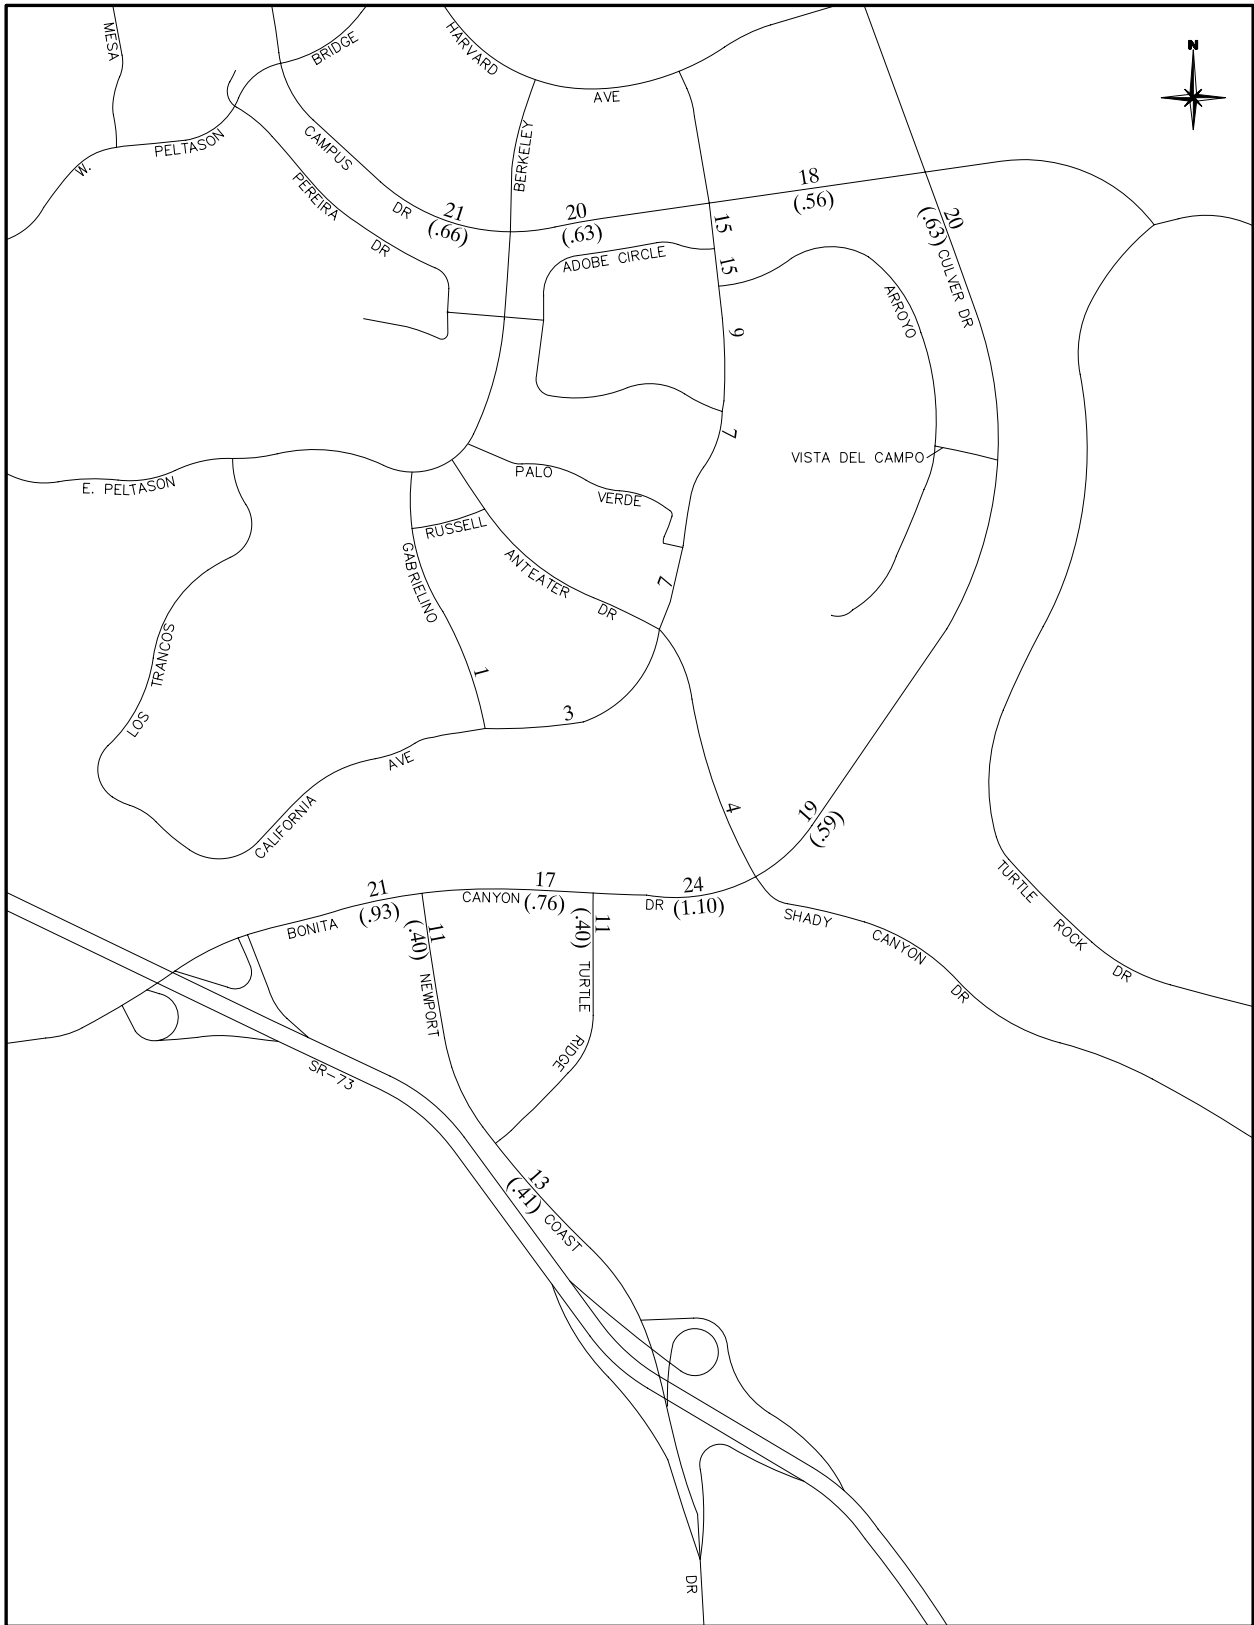 N
MESA
BRIDGE
HARVARD
AVE
W.
PELTASON
CAMPUS
DR
PEREIRA
DR
BERKELEY
21
(.66)
20
(.63)
18
(.56)
20
(.63)
CULVER DR
15
15
ADOBE CIRCLE
ARROYO
9
7
VISTA DEL CAMPO
E. PELTASON
PALO
VERDE
RUSSELL
GABRIELINO
ANTEATER
DR
7
LOS
TRANCOS
1
3
CALIFORNIA
AVE
4
19
(.59)
21
(.93)
BONITA
CANYON
17
(.76)
DR
24
(1.10)
SHADY
CANYON
DR
TURTLE
ROCK
DR
11
(.40)
NEWPORT
11
(.40)
TURTLE
RIDGE
SR-73
13
(.41)
COAST
DR